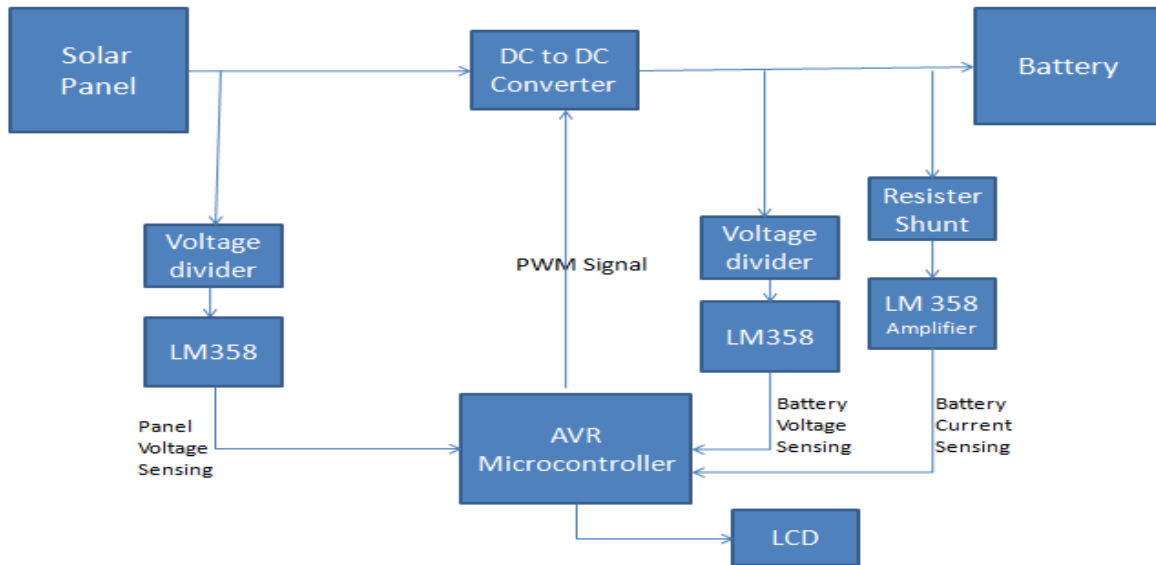 Solar
Panel
DC to DC
Converter
Battery
Voltage
divider
LM358
Panel
Voltage
Sensing
PWM Signal
AVR
Microcontroller
Voltage
divider
LM358
Battery
Voltage
Sensing
Resister
Shunt
LM 358
Amplifier
Battery
Current
Sensing
LCD